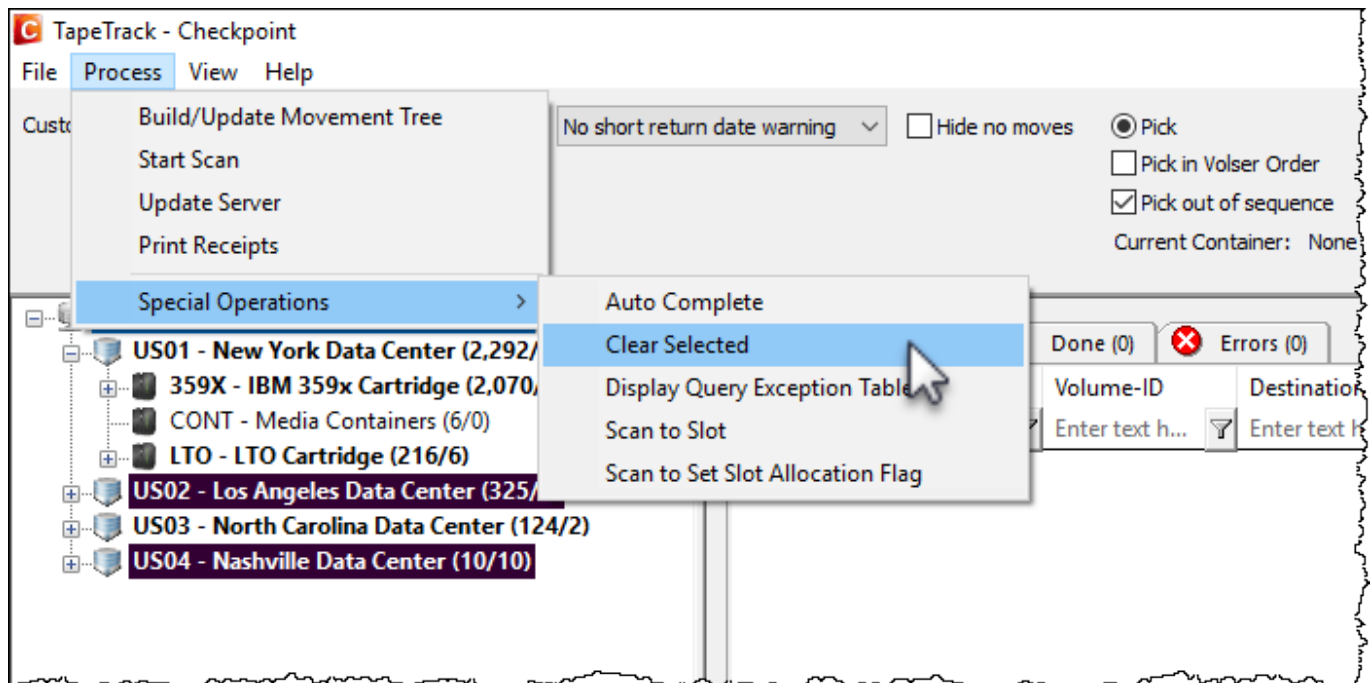 C TapeTrack - Checkpoint
File Process View Help
Build/Update Movement Tree
Start Scan
Update Server
Print Receipts
Special Operations >
No short return date warning
Hide no moves
Pick
Pick in Volser Order
Pick out of sequence
Current Container: None
Auto Complete
Clear Selected
Display Query Exception Table
Scan to Slot
Scan to Set Slot Allocation Flag
US01 - New York Data Center (2,292/
359X - IBM 359x Cartridge (2,070/
CONT - Media Containers (6/0)
LTO - LTO Cartridge (216/6)
US02 - Los Angeles Data Center (325/
US03 - North Carolina Data Center (124/2)
US04 - Nashville Data Center (10/10)
Done (0) Errors (0)
Volume-ID Destination
Enter text h... Enter text h